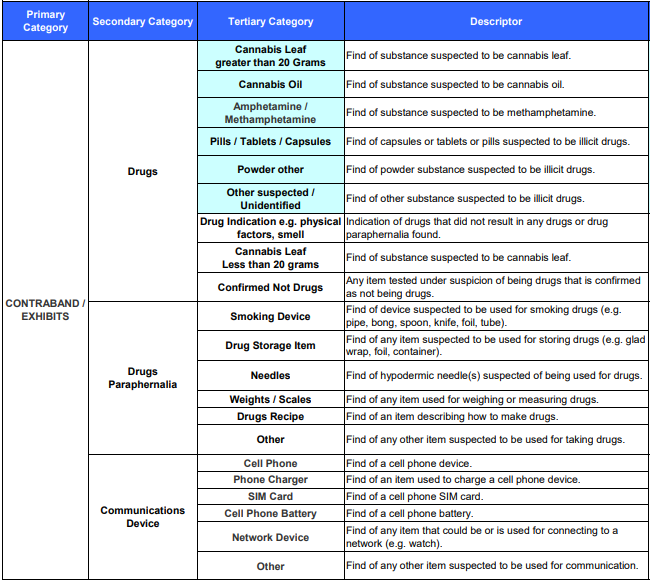 Primary
Category
Secondary Category
Tertiary Category
Descriptor
CONTRABAND /
EXHIBITS
Drugs
Cannabis Leaf
greater than 20 Grams
Find of substance suspected to be cannabis leaf.
Cannabis Oil
Find of substance suspected to be cannabis oil.
Amphetamine /
Methamphetamine
Find of substance suspected to be methamphetamine.
Pills / Tablets / Capsules
Find of capsules or tablets or pills suspected to be illicit drugs.
Powder other
Find of powder substance suspected to be illicit drugs.
Other suspected /
Unidentified
Find of other substance suspected to be illicit drugs.
Drug Indication e.g. physical
factors, smell
Indication of drugs that did not result in any drugs or drug
paraphernalia found.
Cannabis Leaf
Less than 20 grams
Find of substance suspected to be cannabis leaf.
Confirmed Not Drugs
Any item tested under suspicion of being drugs that is confirmed
as not being drugs.
Drugs
Paraphernalia
Smoking Device
Find of device suspected to be used for smoking drugs (e.g.
pipe, bong, spoon, knife, foil, tube).
Drug Storage Item
Find of any item suspected to be used for storing drugs (e.g. glad
wrap, foil, container).
Needles
Find of hypodermic needle(s) suspected of being used for drugs.
Weights / Scales
Find of any item used for weighing or measuring drugs.
Drugs Recipe
Find of an item describing how to make drugs.
Other
Find of any other item suspected to be used for taking drugs.
Communications
Device
Cell Phone
Find of a cell phone device.
Phone Charger
Find of an item used to charge a cell phone device.
SIM Card
Find of a cell phone SIM card.
Cell Phone Battery
Find of a cell phone battery.
Network Device
Find of any item that could be or is used for connecting to a
network (e.g. watch).
Other
Find of any other item suspected to be used for communication.